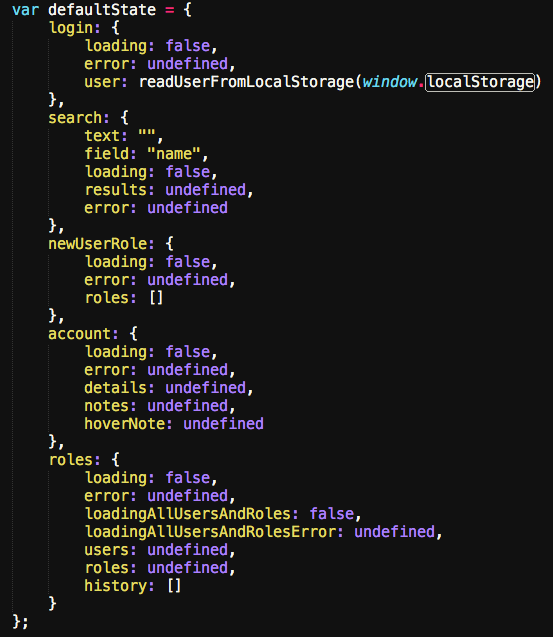 var defaultState = {
    login: {
        loading: false,
        error: undefined,
        user: readUserFromLocalStorage(window.localStorage)
    },
    search: {
        text: "",
        field: "name",
        loading: false,
        results: undefined,
        error: undefined
    },
    newUserRole: {
        loading: false,
        error: undefined,
        roles: []
    },
    account: {
        loading: false,
        error: undefined,
        details: undefined,
        notes: undefined,
        hoverNote: undefined
    },
    roles: {
        loading: false,
        error: undefined,
        loadingAllUsersAndRoles: false,
        loadingAllUsersAndRolesError: undefined,
        users: undefined,
        roles: undefined,
        history: []
    }
};